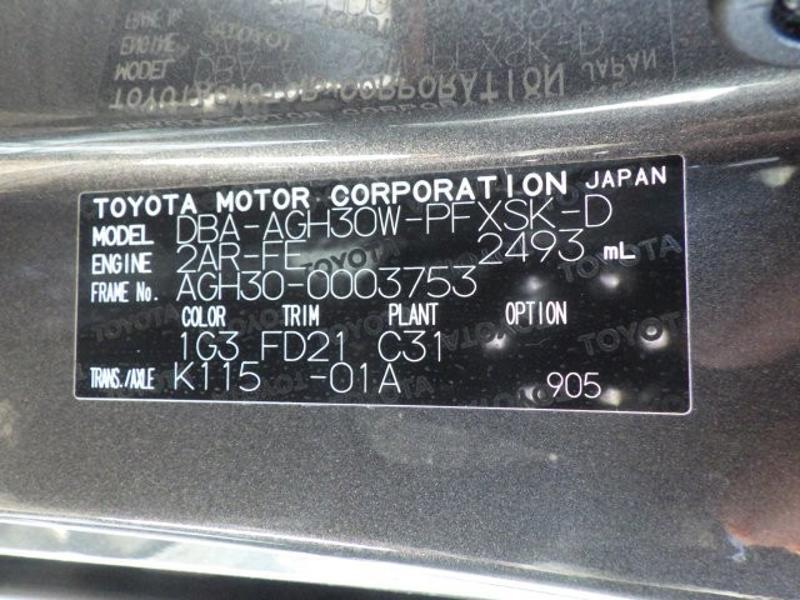 TOYOTA MOTOR CORPORATION JAPAN
MODEL DBA-AGH30W-PFXSK-D
ENGINE 2AR-FE 2493 mL
FRAME No. AGH30-0003753
COLOR TRIM PLANT OPTION
1G3 FD21 C31
TRANS./AXLE K115 -01A 905